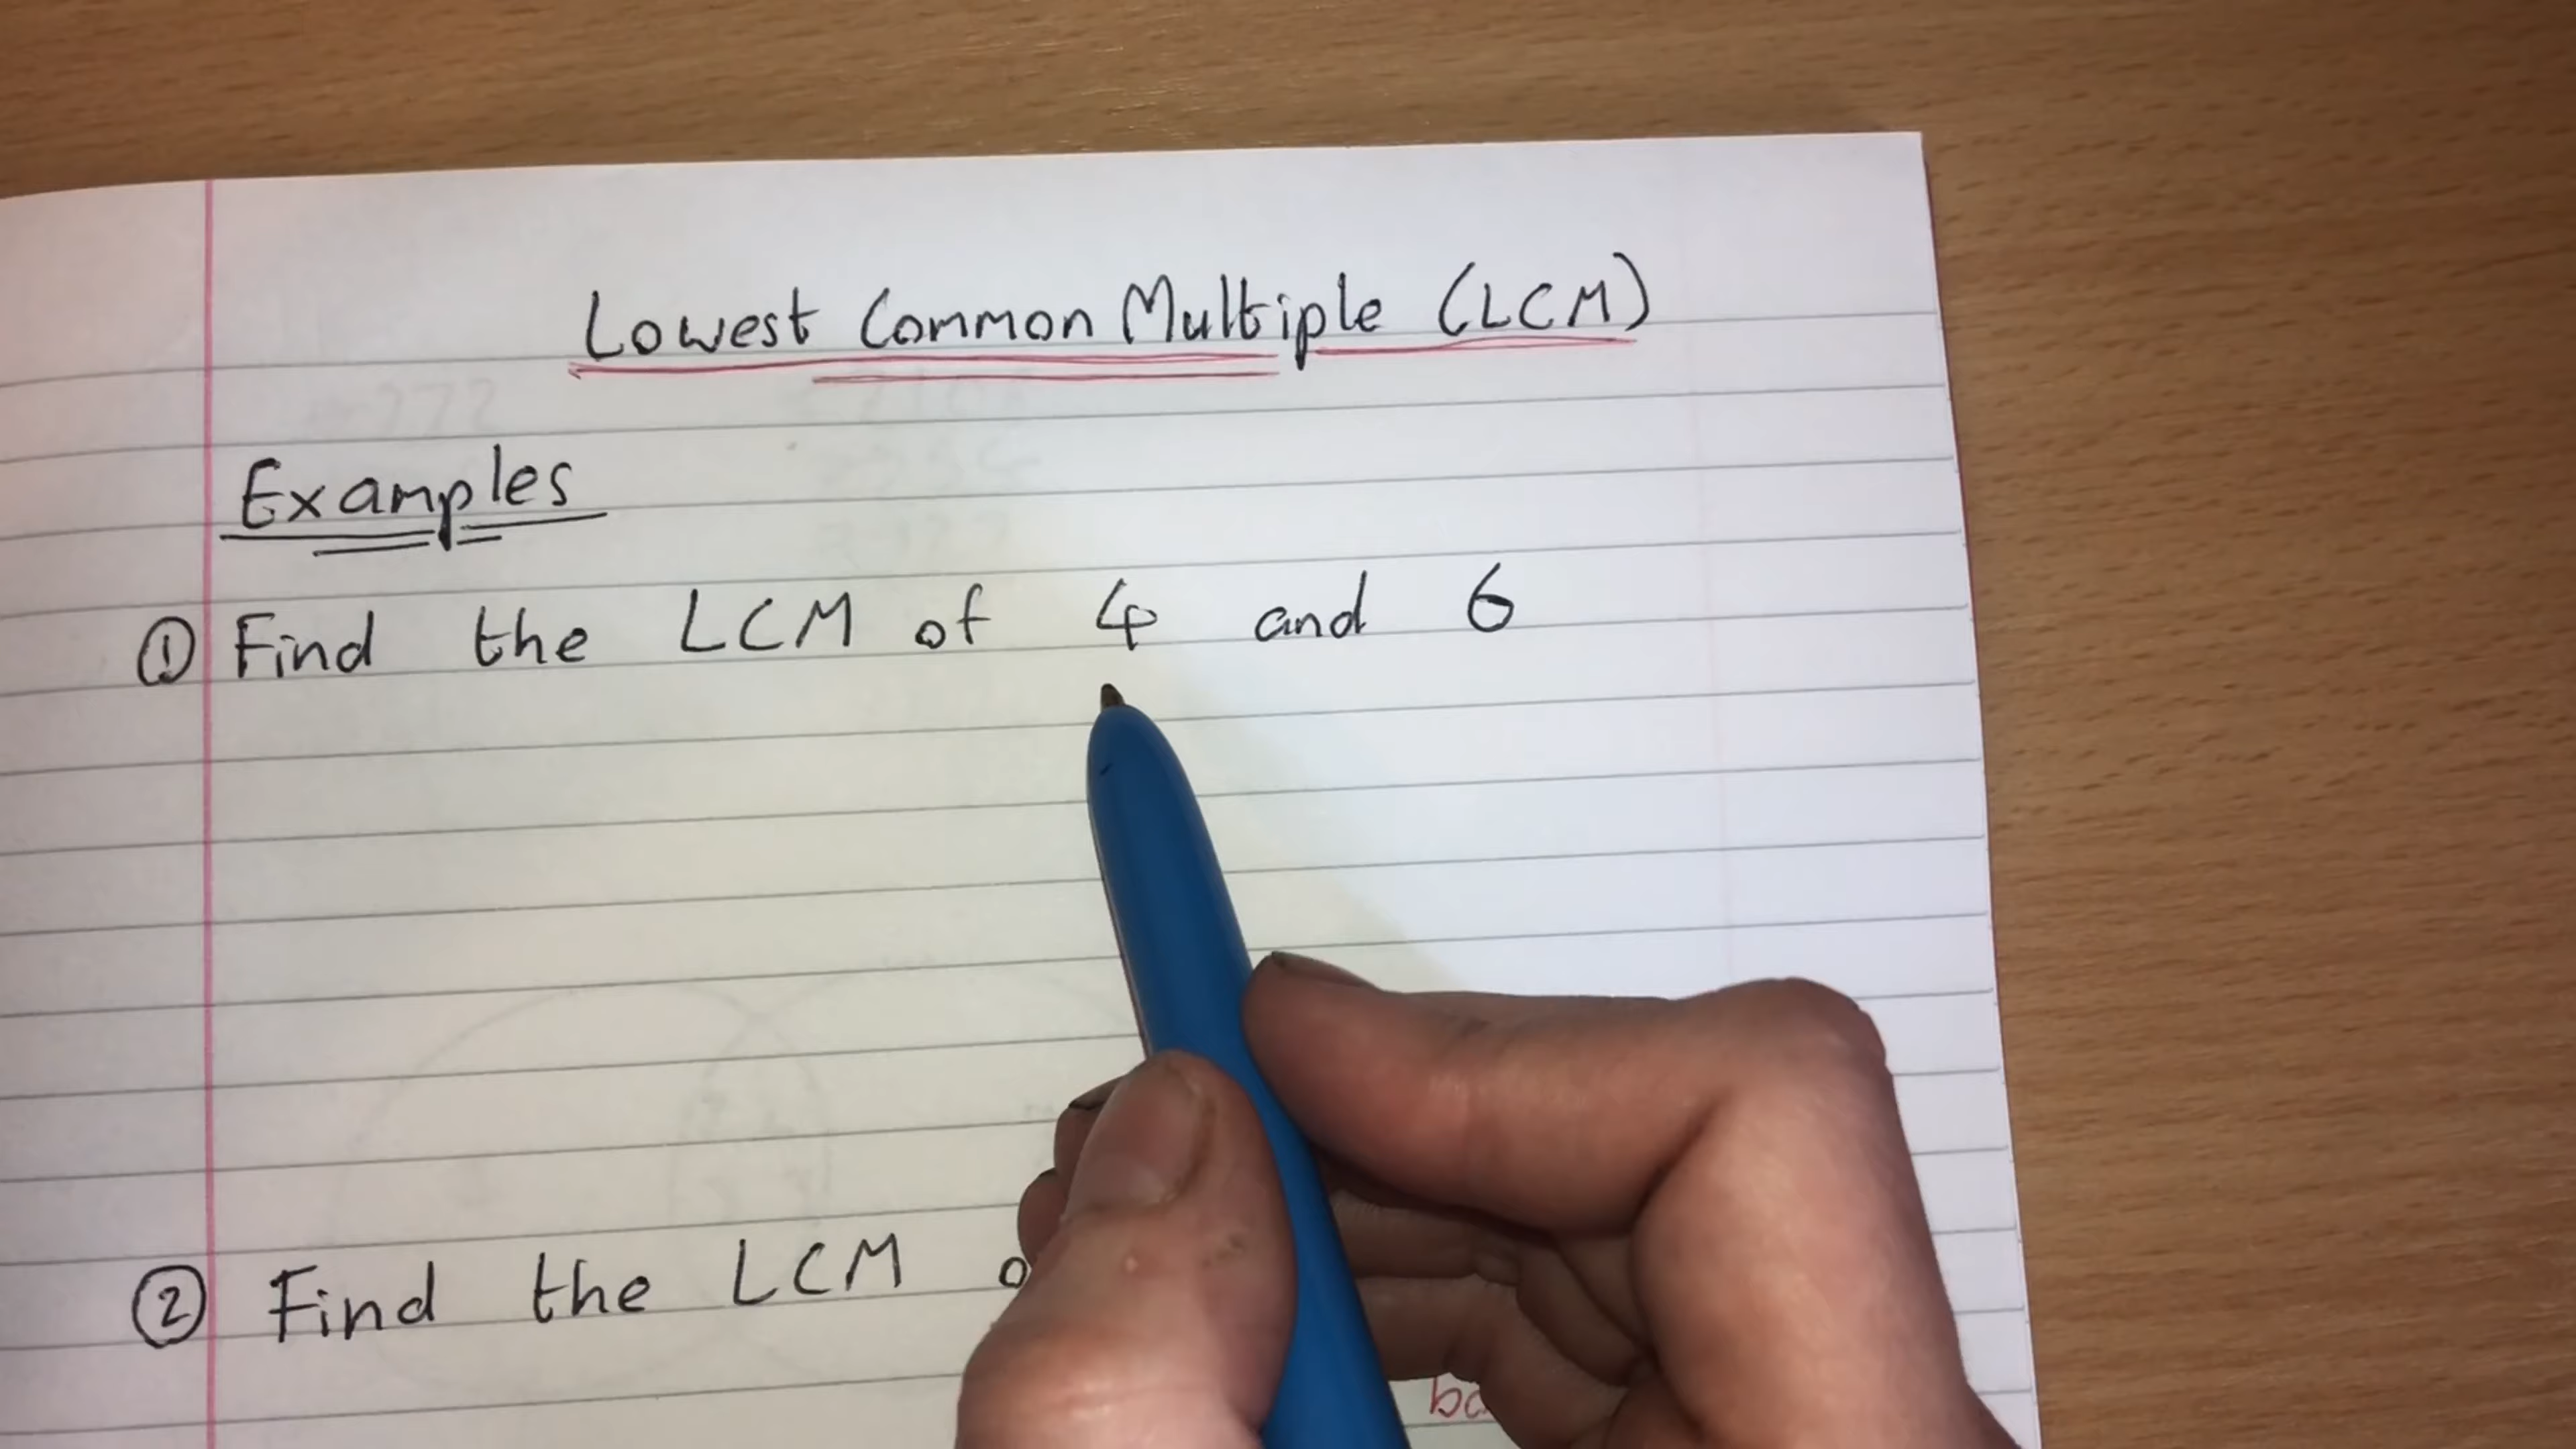 Lowest Common Multiple (LCM)
Examples
① Find the LCM of 4 and 6
② Find the LCM